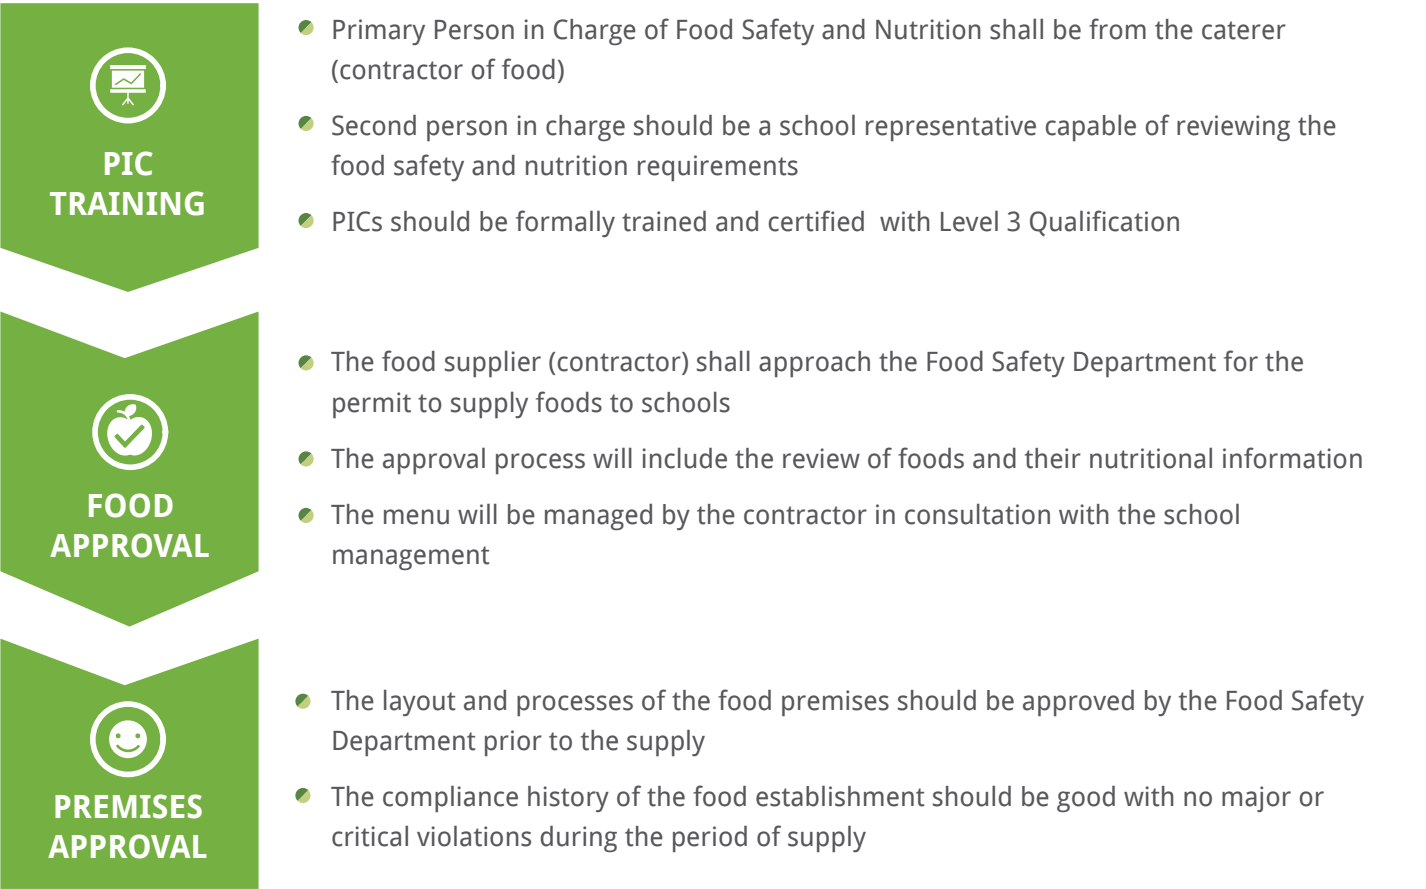 PIC
TRAINING
Primary Person in Charge of Food Safety and Nutrition shall be from the caterer
(contractor of food)
Second person in charge should be a school representative capable of reviewing the
food safety and nutrition requirements
PICs should be formally trained and certified  with Level 3 Qualification
FOOD
APPROVAL
The food supplier (contractor) shall approach the Food Safety Department for the
permit to supply foods to schools
The approval process will include the review of foods and their nutritional information
The menu will be managed by the contractor in consultation with the school
management
PREMISES
APPROVAL
The layout and processes of the food premises should be approved by the Food Safety
Department prior to the supply
The compliance history of the food establishment should be good with no major or
critical violations during the period of supply